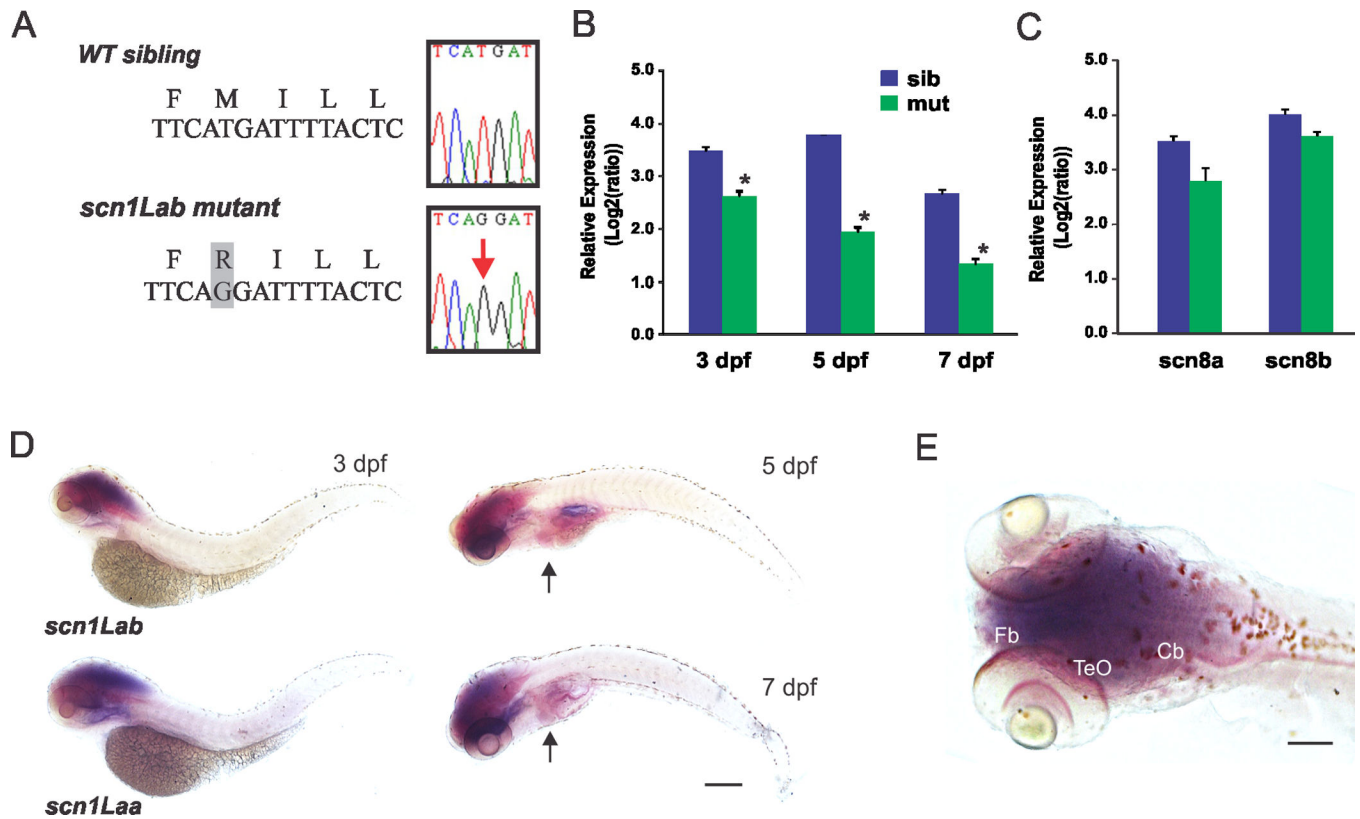 A
WT sibling
F M I L L
TTCATGATTTTACTC
TCATGAT
scn1Lab mutant
F R I L L
TTCAGGATTTTACTC
TCAGGAT
B
Relative Expression
(Log2(ratio))
5.0
4.0
3.0
2.0
1.0
0.0
sib
mut
*
*
*
3 dpf
5 dpf
7 dpf
C
Relative Expression
(Log2(ratio))
5.0
4.0
3.0
2.0
1.0
0.0
scn8a
scn8b
D
3 dpf
scn1Lab
5 dpf
scn1Laa
7 dpf
E
Fb
TeO
Cb